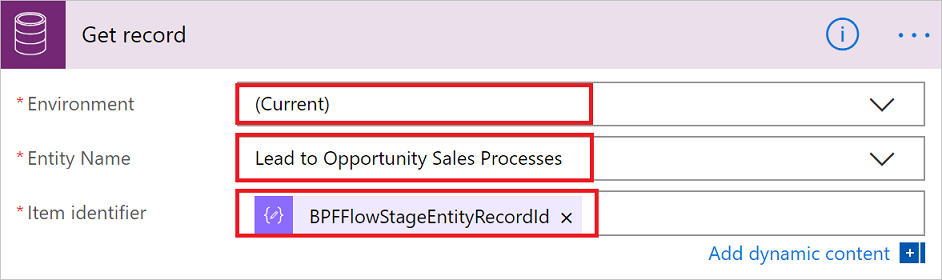 Get record
* Environment (Current)
* Entity Name Lead to Opportunity Sales Processes
* Item identifier BPFFlowStageEntityRecordId ×
Add dynamic content